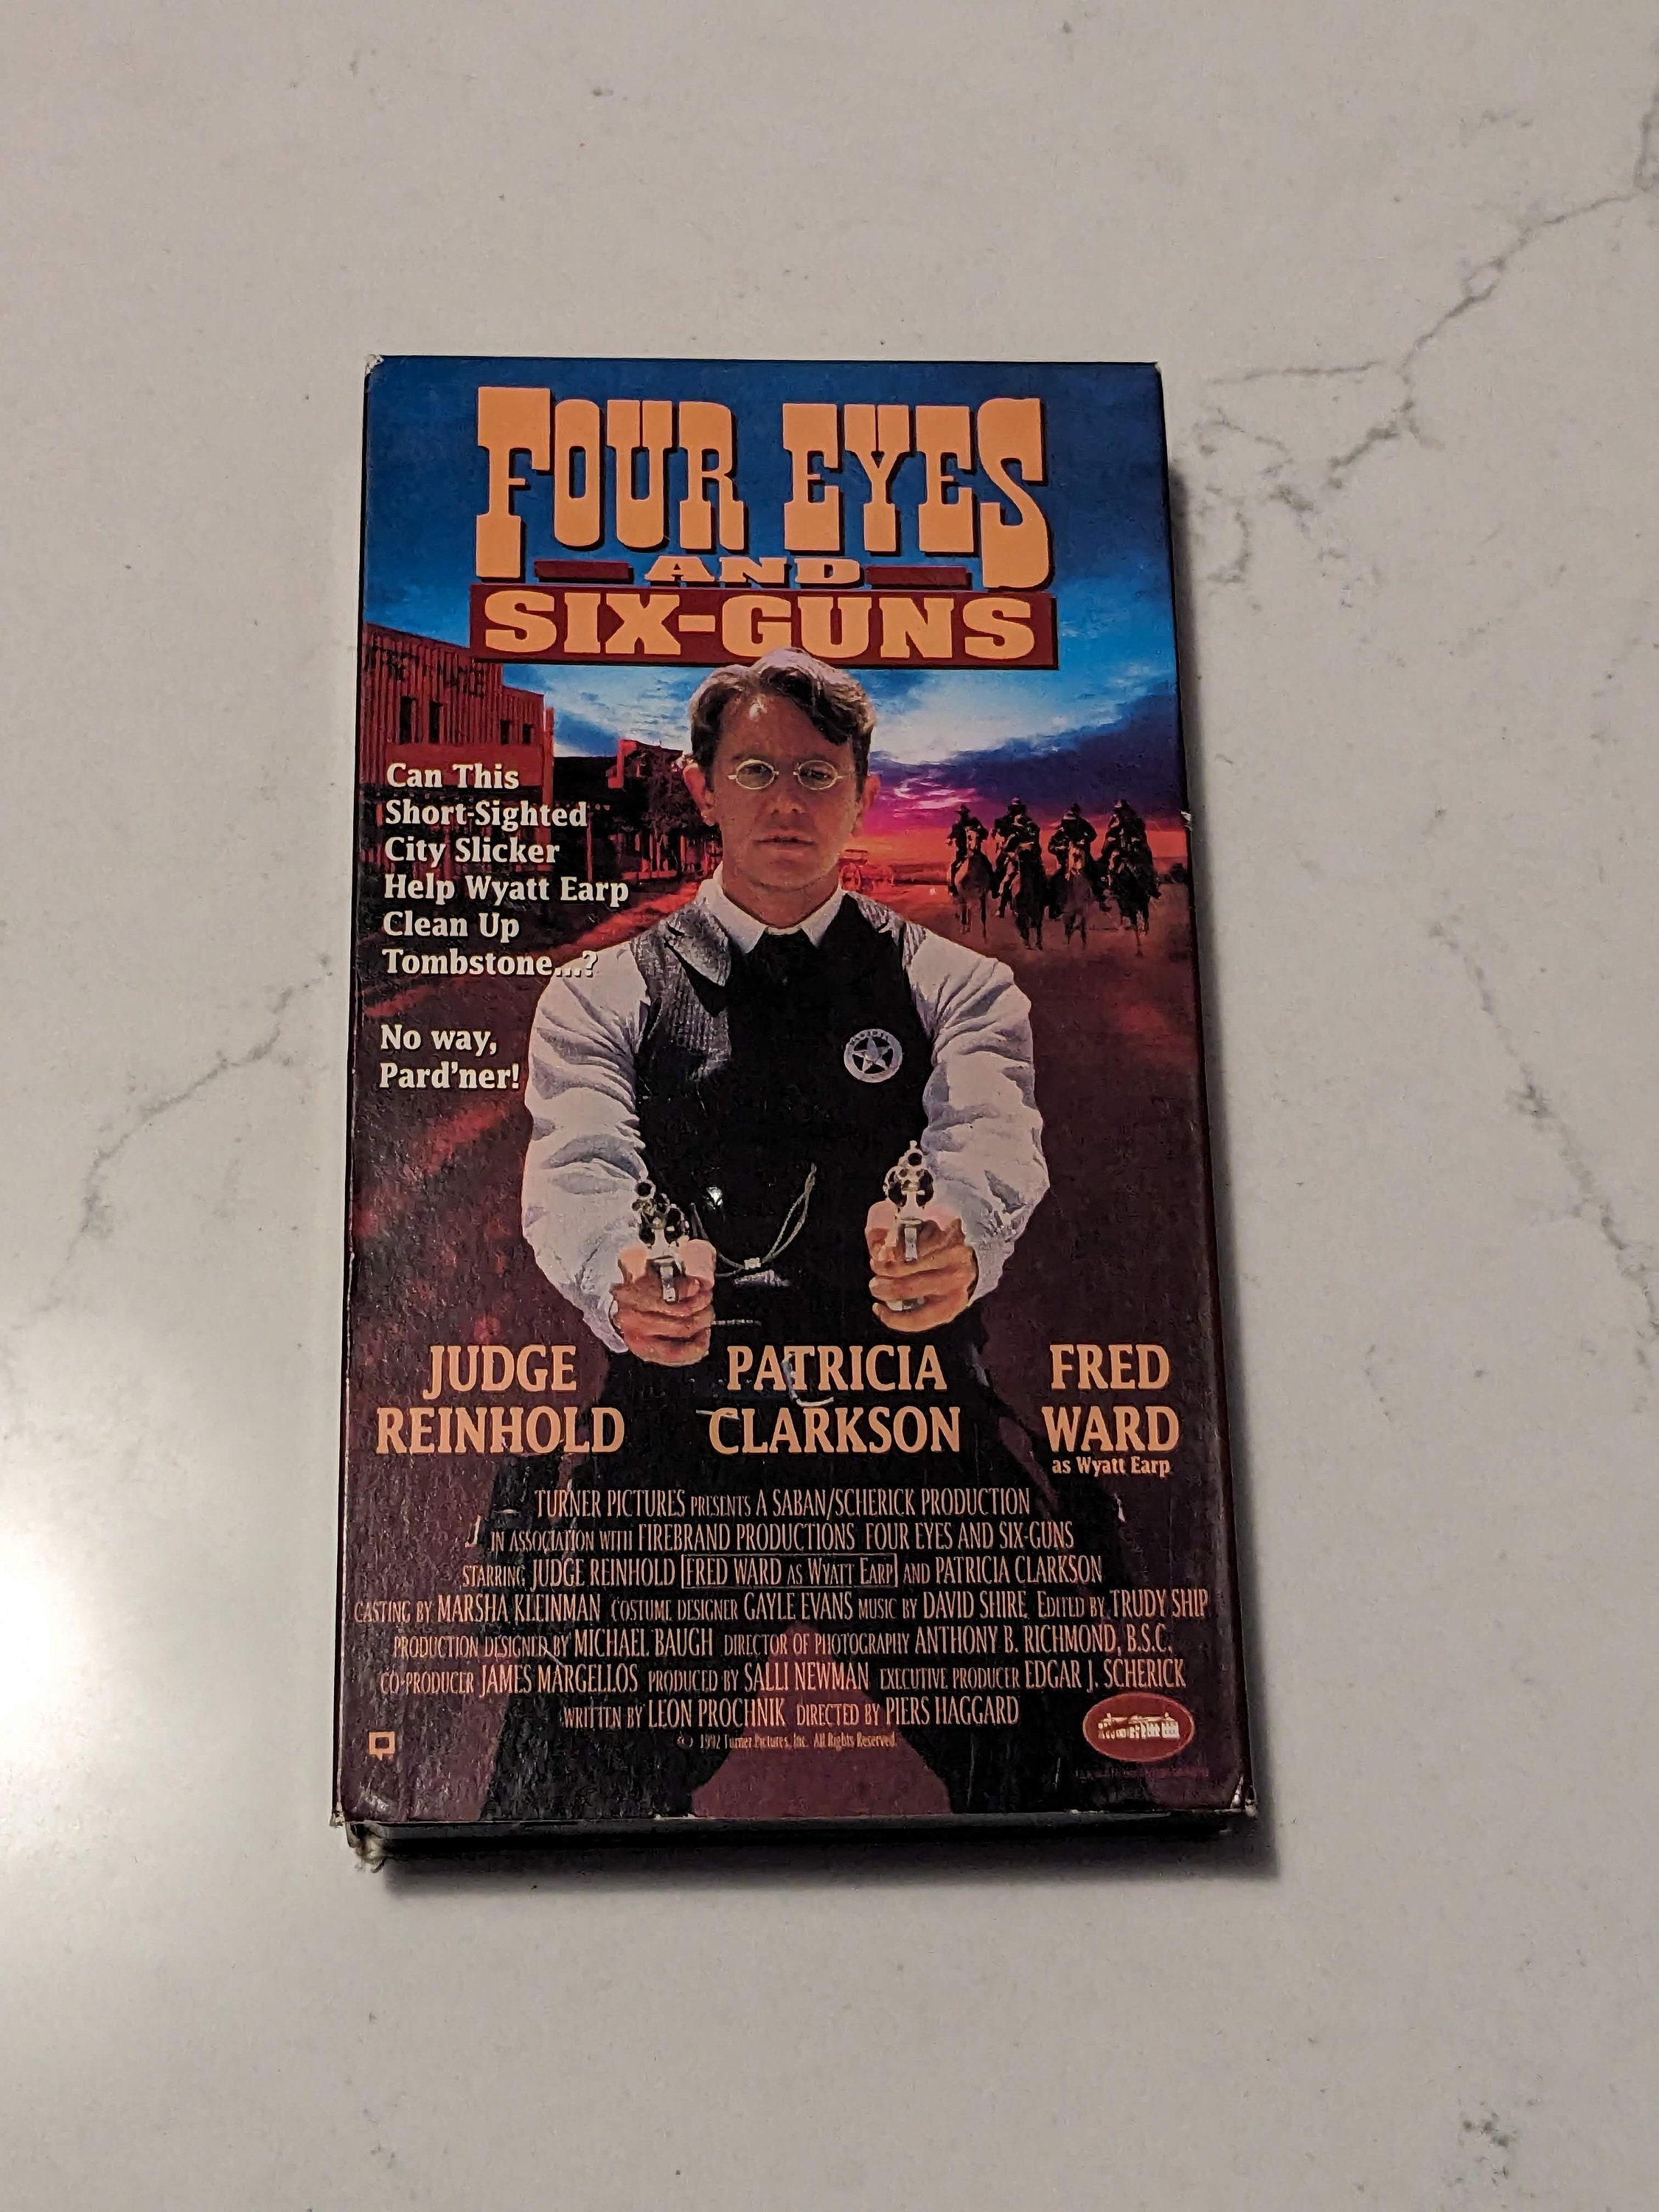 FOUR EYES
AND
SIX-GUNS
Can This
Short-Sighted
City Slicker
Help Wyatt Earp
Clean Up
Tombstone...?
No way,
Pard'ner!
JUDGE
REINHOLD
PATRICIA
CLARKSON
FRED
WARD
as Wyatt Earp
TURNER PICTURES PRESENTS A SABAN/SCHERICK PRODUCTION
IN ASSOCIATION WITH FIREBRAND PRODUCTIONS FOUR EYES AND SIX-GUNS
STARRING JUDGE REINHOLD FRED WARD AS WYATT EARP AND PATRICIA CLARKSON
CASTING BY MARSHA KLEINMAN COSTUME DESIGNER GAYLE EVANS MUSIC BY DAVID SHIRE EDITED BY TRUDY SHIP
PRODUCTION DESIGNED BY MICHAEL BAUGH DIRECTOR OF PHOTOGRAPHY ANTHONY B. RICHMOND, B.S.C.
CO-PRODUCER JAMES MARGELLOS PRODUCED BY SALLI NEWMAN EXECUTIVE PRODUCER EDGAR J. SCHERICK
WRITTEN BY LEON PROCHNIK DIRECTED BY PIERS HAGGARD
© 1992 Turner Pictures, Inc. All Rights Reserved.